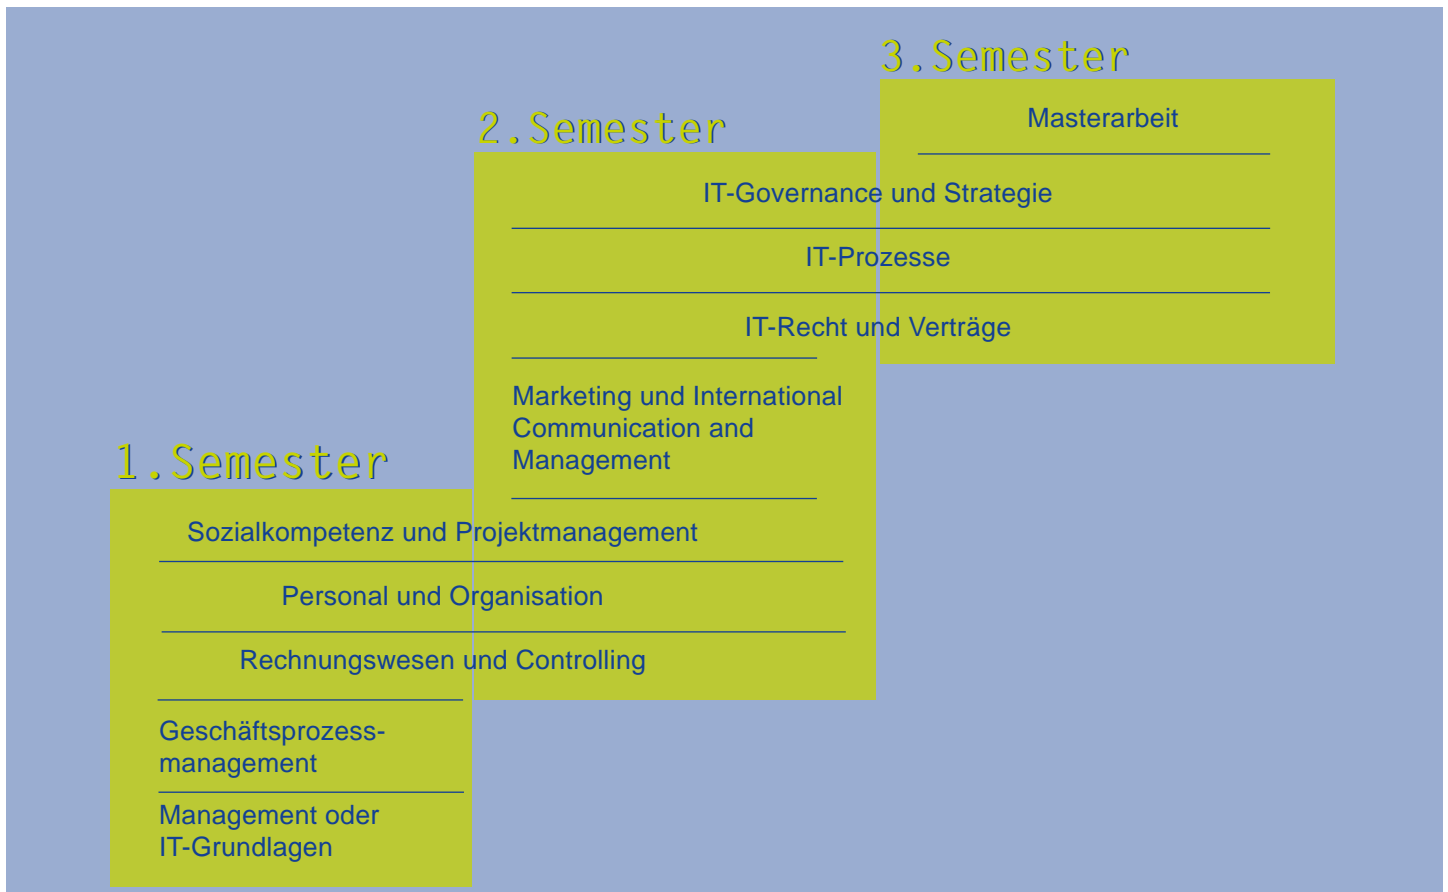 3.Semester
Masterarbeit
2.Semester
IT-Governance und Strategie
IT-Prozesse
IT-Recht und Verträge
Marketing und International
Communication and
Management
1.Semester
Sozialkompetenz und Projektmanagement
Personal und Organisation
Rechnungswesen und Controlling
Geschäftsprozess-
management
Management oder
IT-Grundlagen